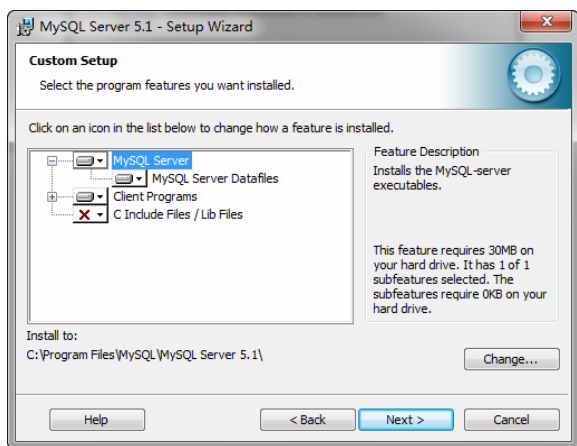 MySQL Server 5.1 - Setup Wizard
Custom Setup
Select the program features you want installed.
Click on an icon in the list below to change how a feature is installed.
MySQL Server
MySQL Server Datafiles
Client Programs
C Include Files / Lib Files
Feature Description
Installs the MySQL-server
executables.
This feature requires 30MB on
your hard drive. It has 1 of 1
subfeatures selected. The
subfeatures require 0KB on your
hard drive.
Install to:
C:\Program Files\MySQL\MySQL Server 5.1\
Change...
Help
< Back
Next >
Cancel